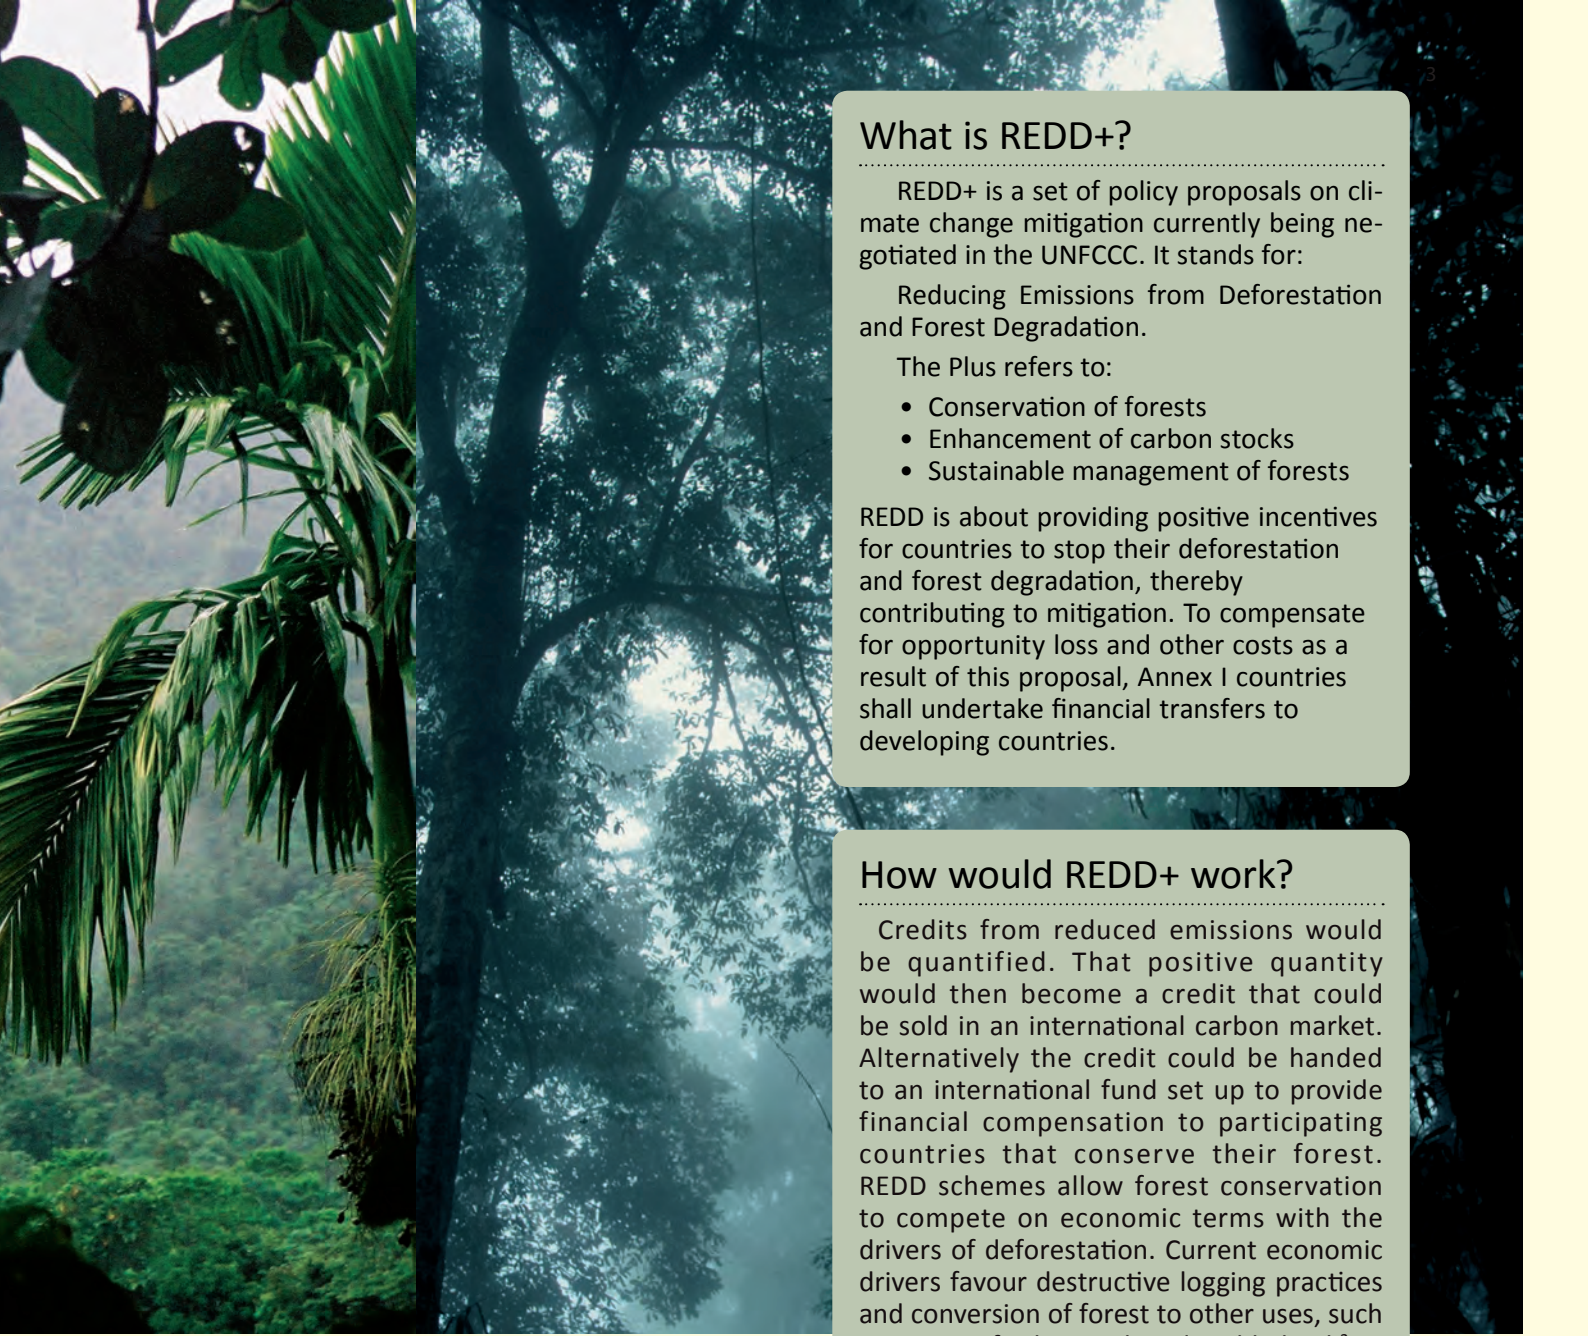 3
What is REDD+?
REDD+ is a set of policy proposals on cli-
mate change mitigation currently being ne-
gotiated in the UNFCCC. It stands for:
Reducing Emissions from Deforestation
and Forest Degradation.
The Plus refers to:
• Conservation of forests
• Enhancement of carbon stocks
• Sustainable management of forests
REDD is about providing positive incentives
for countries to stop their deforestation
and forest degradation, thereby
contributing to mitigation. To compensate
for opportunity loss and other costs as a
result of this proposal, Annex I countries
shall undertake financial transfers to
developing countries.
How would REDD+ work?
Credits from reduced emissions would
be quantified. That positive quantity
would then become a credit that could
be sold in an international carbon market.
Alternatively the credit could be handed
to an international fund set up to provide
financial compensation to participating
countries that conserve their forest.
REDD schemes allow forest conservation
to compete on economic terms with the
drivers of deforestation. Current economic
drivers favour destructive logging practices
and conversion of forest to other uses, such